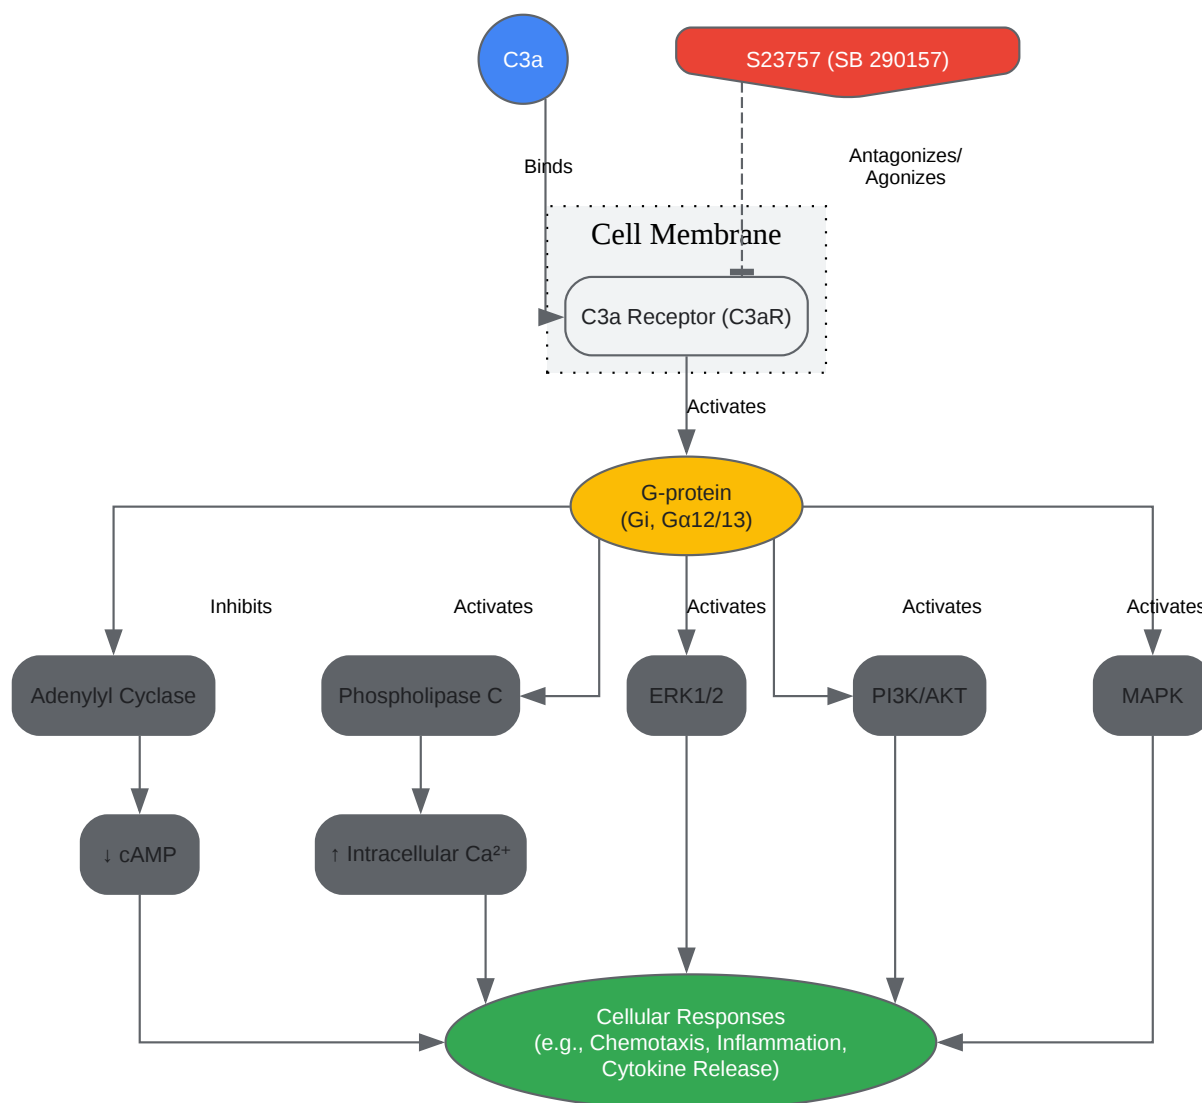 C3a
S23757 (SB 290157)
Binds
Antagonizes/
Agonizes
Cell Membrane
C3a Receptor (C3aR)
Activates
G-protein
(Gi, Gα12/13)
Inhibits
Activates
Activates
Activates
Activates
Adenylyl Cyclase
Phospholipase C
ERK1/2
PI3K/AKT
MAPK
↓ cAMP
↑ Intracellular Ca²⁺
Cellular Responses
(e.g., Chemotaxis, Inflammation,
Cytokine Release)